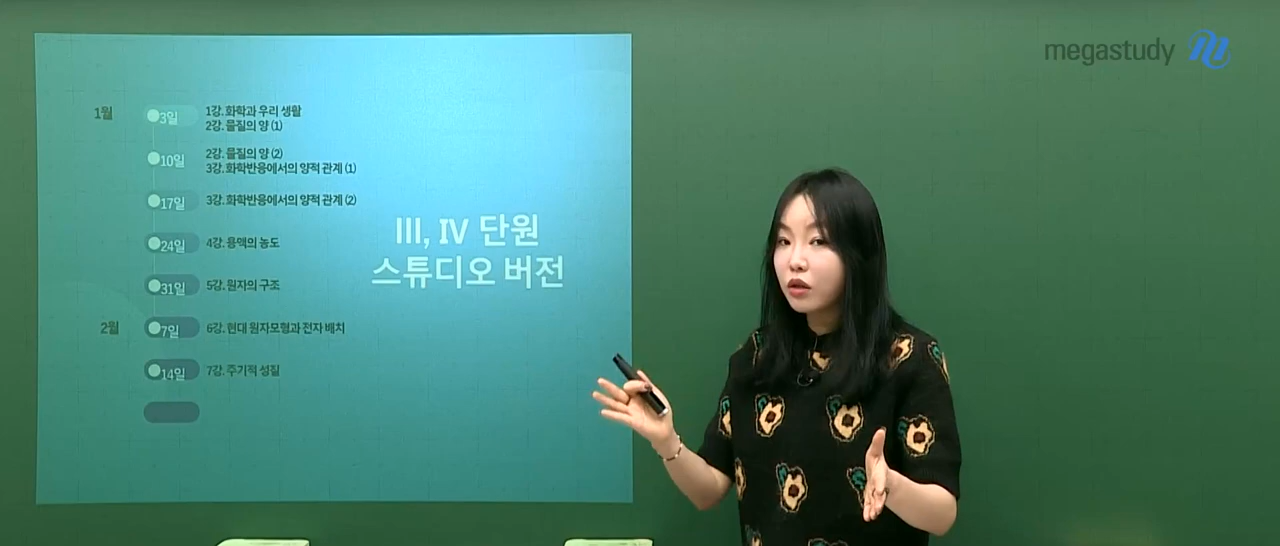 megastudy
1월
3일
1강. 화학과 우리 생활
2강. 물질의 양 (1)
10일
2강. 물질의 양 (2)
3강. 화학반응에서의 양적 관계 (1)
17일
3강. 화학반응에서의 양적 관계 (2)
24일
4강. 용액의 농도
31일
5강. 원자의 구조
2월
7일
6강. 현대 원자모형과 전자 배치
14일
7강. 주기적 성질
III, IV 단원
스튜디오 버전